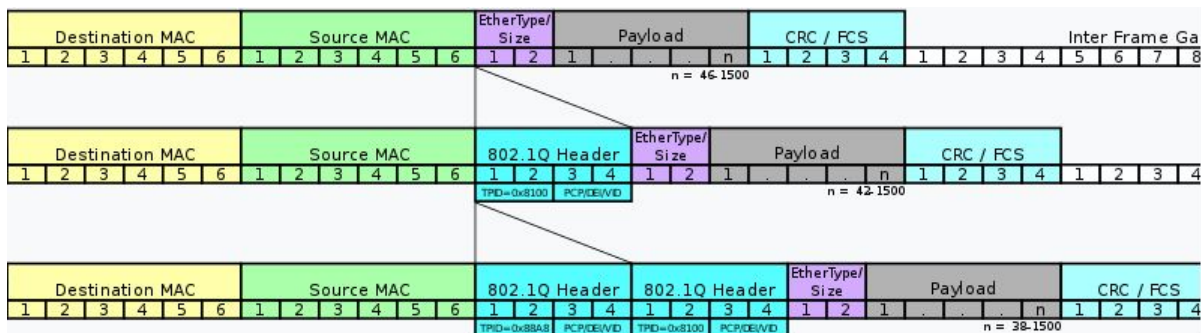 Destination MAC Source MAC EtherType/ Size Payload CRC / FCS Inter Frame Ga
1 2 3 4 5 6 1 2 3 4 5 6 1 2 1 . . . n 1 2 3 4 1 2 3 4 5 6 7 8
n = 46-1500
Destination MAC Source MAC 802.1Q Header EtherType/ Size Payload CRC / FCS
1 2 3 4 5 6 1 2 3 4 5 6 1 2 3 4 1 2 1 . . . n 1 2 3 4 1 2 3 4
TPID=0x8100 PCP/DEI/VID n = 42-1500
Destination MAC Source MAC 802.1Q Header 802.1Q Header EtherType/ Size Payload CRC / FCS
1 2 3 4 5 6 1 2 3 4 5 6 1 2 3 4 1 2 3 4 1 2 1 . . . n 1 2 3 4
TPID=0x88A8 PCP/DEI/VID TPID=0x8100 PCP/DEI/VID n = 38-1500